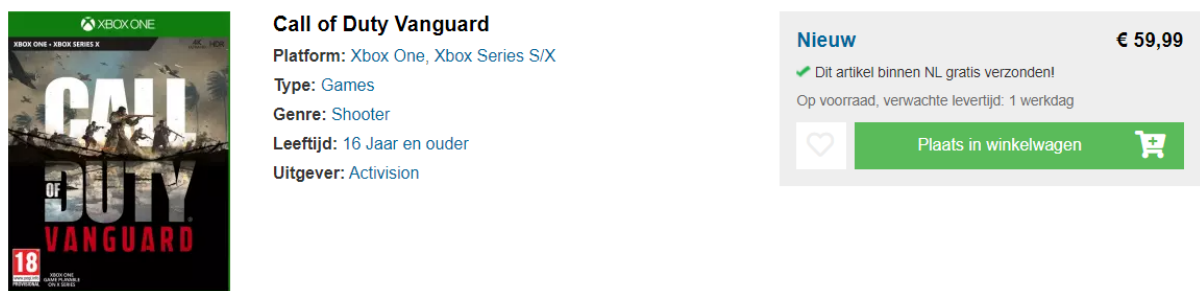 XBOX ONE
XBOX ONE • XBOX SERIES X
4K HDR
CALL
OF DUTY
VANGUARD
18
www.pegi.info
PROVISIONAL
XBOX ONE
GAME PLAYABLE
ON X SERIES
Call of Duty Vanguard
Platform: Xbox One, Xbox Series S/X
Type: Games
Genre: Shooter
Leeftijd: 16 Jaar en ouder
Uitgever: Activision
Nieuw € 59,99
Dit artikel binnen NL gratis verzonden!
Op voorraad, verwachte levertijd: 1 werkdag
Plaats in winkelwagen